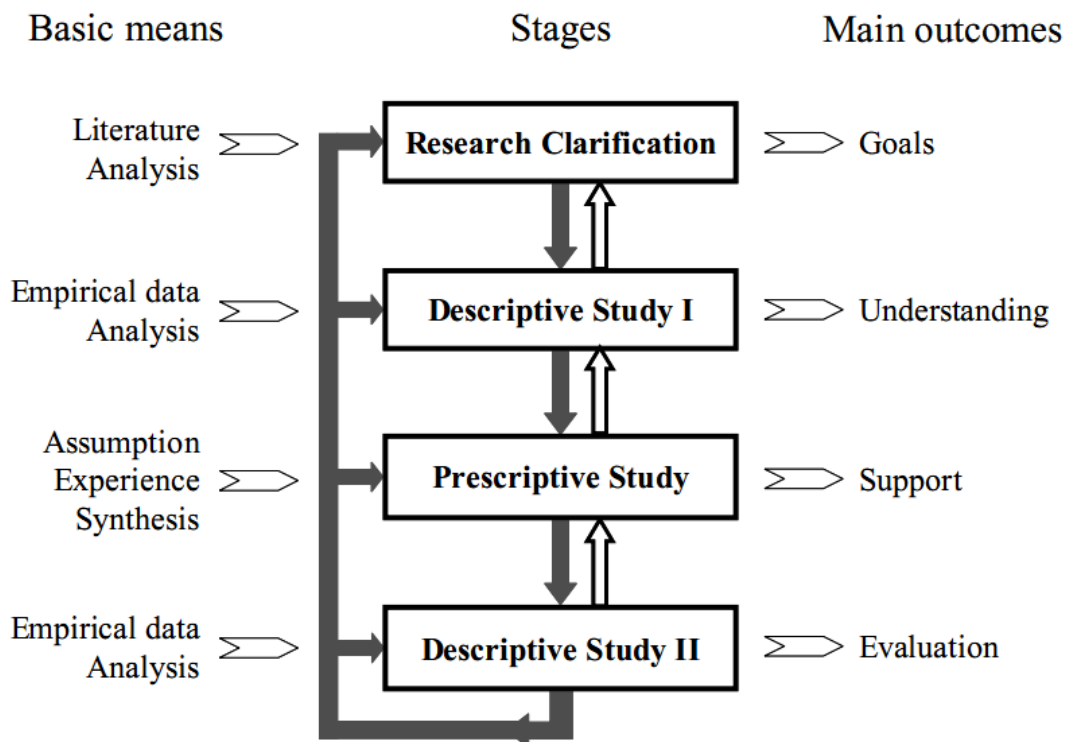 Basic means
Stages
Main outcomes
Literature
Analysis
Research Clarification
Goals
Empirical data
Analysis
Descriptive Study I
Understanding
Assumption
Experience
Synthesis
Prescriptive Study
Support
Empirical data
Analysis
Descriptive Study II
Evaluation